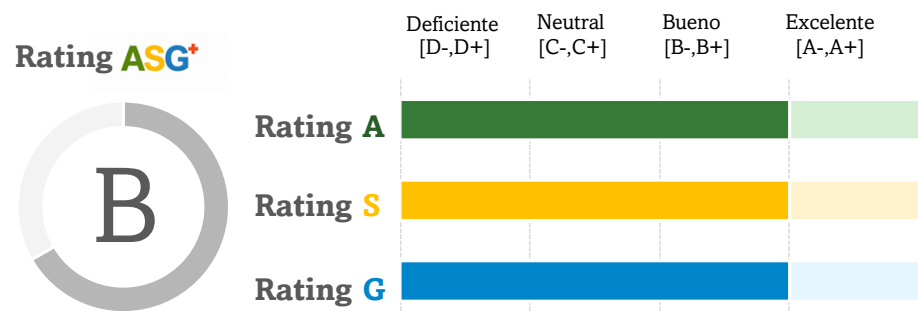 Rating ASG+
B
Deficiente
[D-,D+]
Neutral
[C-,C+]
Bueno
[B-,B+]
Excelente
[A-,A+]
Rating A
Rating S
Rating G